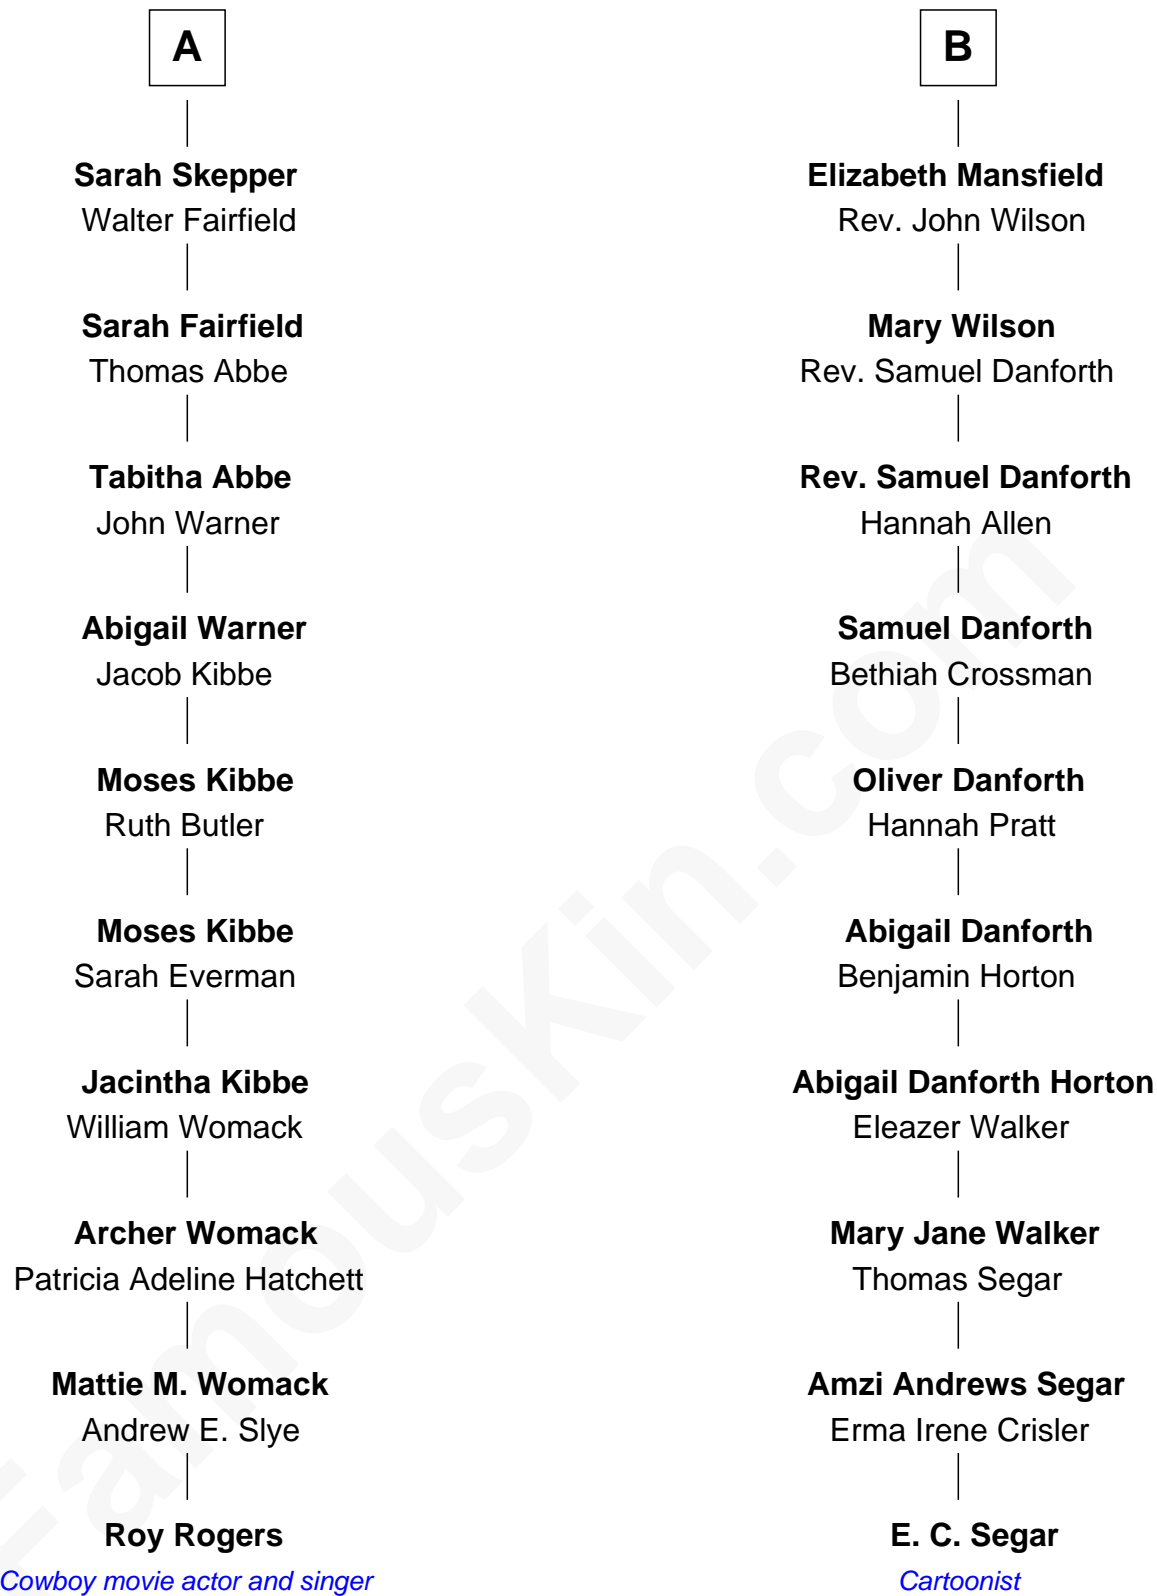 A
Sarah Skepper
Walter Fairfield
Sarah Fairfield
Thomas Abbe
Tabitha Abbe
John Warner
Abigail Warner
Jacob Kibbe
Moses Kibbe
Ruth Butler
Moses Kibbe
Sarah Everman
Jacintha Kibbe
William Womack
Archer Womack
Patricia Adeline Hatchett
Mattie M. Womack
Andrew E. Slye
Roy Rogers
Cowboy movie actor and singer
B
Elizabeth Mansfield
Rev. John Wilson
Mary Wilson
Rev. Samuel Danforth
Rev. Samuel Danforth
Hannah Allen
Samuel Danforth
Bethiah Crossman
Oliver Danforth
Hannah Pratt
Abigail Danforth
Benjamin Horton
Abigail Danforth Horton
Eleazer Walker
Mary Jane Walker
Thomas Segar
Amzi Andrews Segar
Erma Irene Crisler
E. C. Segar
Cartoonist
FamousKin.com